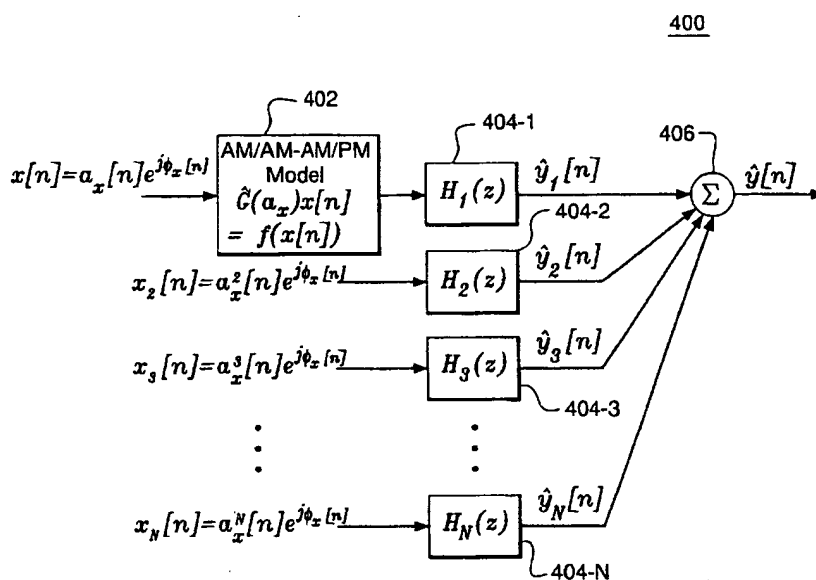 400
402
AM/AM-AM/PM
Model
Ĝ(a_x)x[n]
= f(x[n])
x[n]=a_x[n]e^{jϕ_x[n]}
404-1
H_1(z)
ŷ_1[n]
406
Σ
ŷ[n]
404-2
x_2[n]=a_x^2[n]e^{jϕ_x[n]}
H_2(z)
ŷ_2[n]
x_3[n]=a_x^3[n]e^{jϕ_x[n]}
H_3(z)
ŷ_3[n]
404-3
x_N[n]=a_x^N[n]e^{jϕ_x[n]}
H_N(z)
ŷ_N[n]
404-N